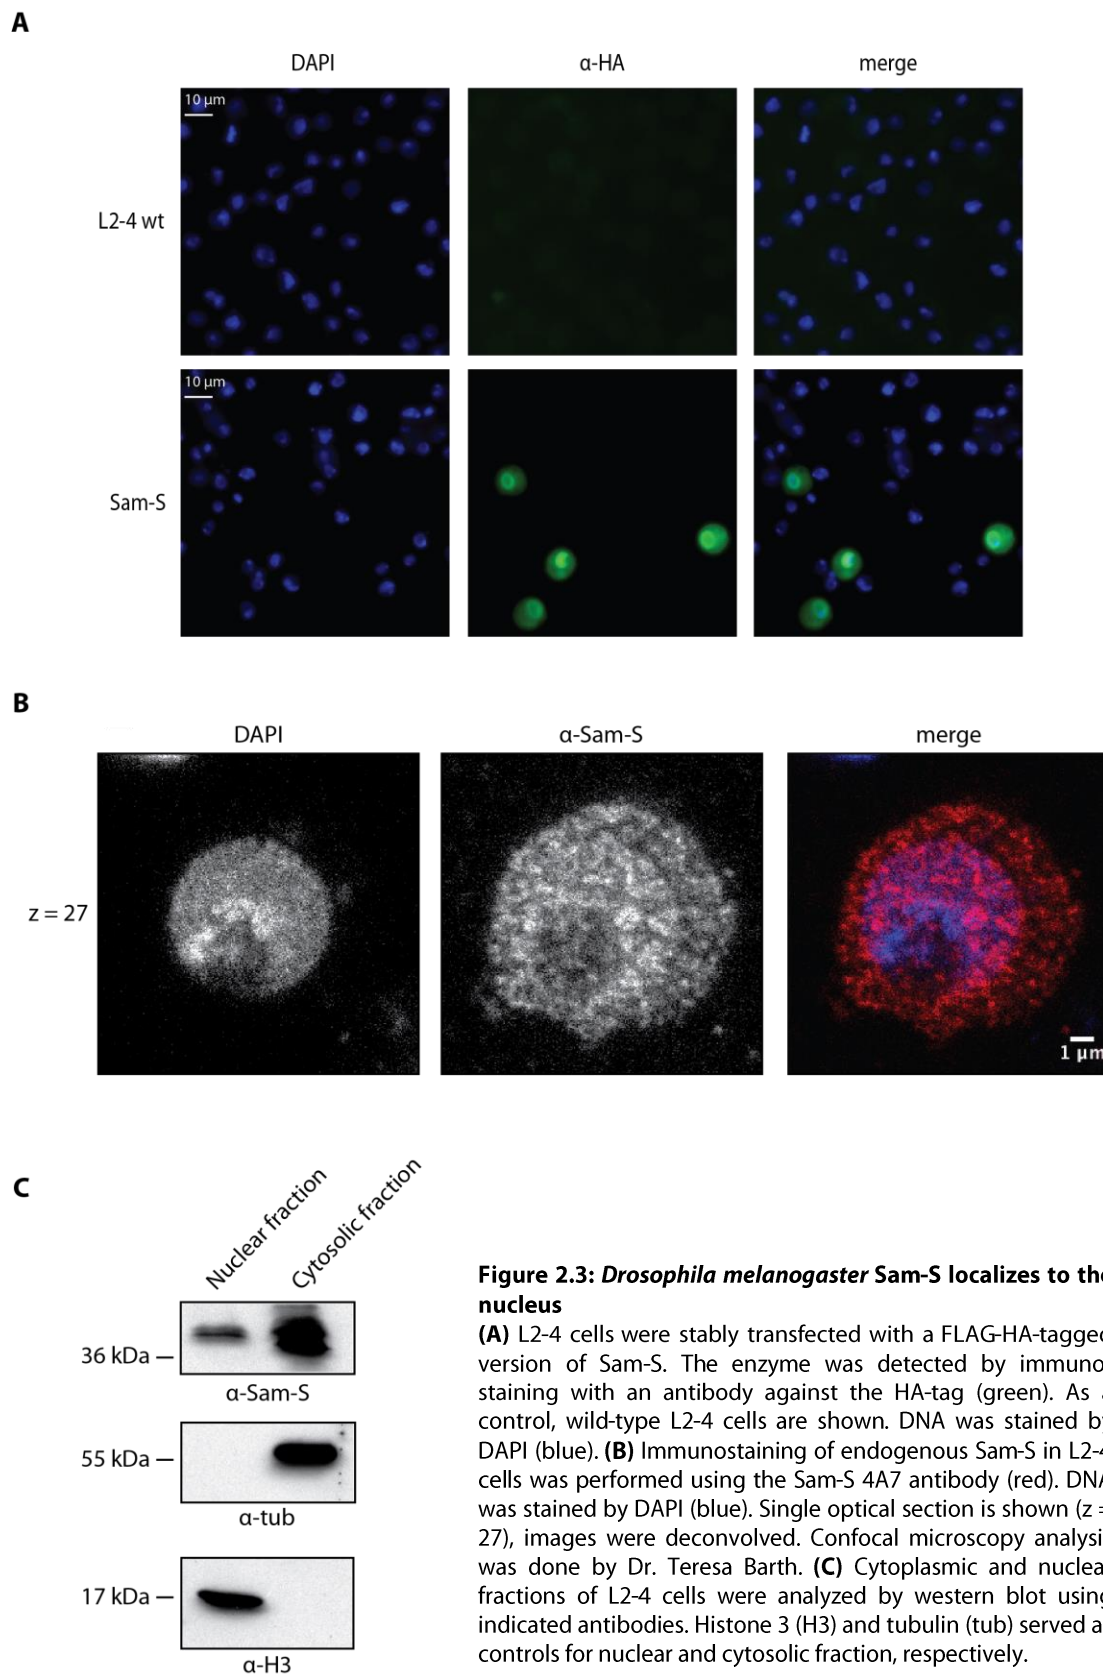 A
DAPI
α-HA
merge
10 µm
L2-4 wt
10 µm
Sam-S
B
DAPI
α-Sam-S
merge
z = 27
1 µm
C
Nuclear fraction
Cytosolic fraction
36 kDa
α-Sam-S
55 kDa
α-tub
17 kDa
α-H3
Figure 2.3: Drosophila melanogaster Sam-S localizes to the
nucleus
(A) L2-4 cells were stably transfected with a FLAG-HA-tagged
version of Sam-S. The enzyme was detected by immuno
staining with an antibody against the HA-tag (green). As a
control, wild-type L2-4 cells are shown. DNA was stained by
DAPI (blue). (B) Immunostaining of endogenous Sam-S in L2-4
cells was performed using the Sam-S 4A7 antibody (red). DNA
was stained by DAPI (blue). Single optical section is shown (z =
27), images were deconvolved. Confocal microscopy analysi
was done by Dr. Teresa Barth. (C) Cytoplasmic and nuclea
fractions of L2-4 cells were analyzed by western blot using
indicated antibodies. Histone 3 (H3) and tubulin (tub) served a
controls for nuclear and cytosolic fraction, respectively.